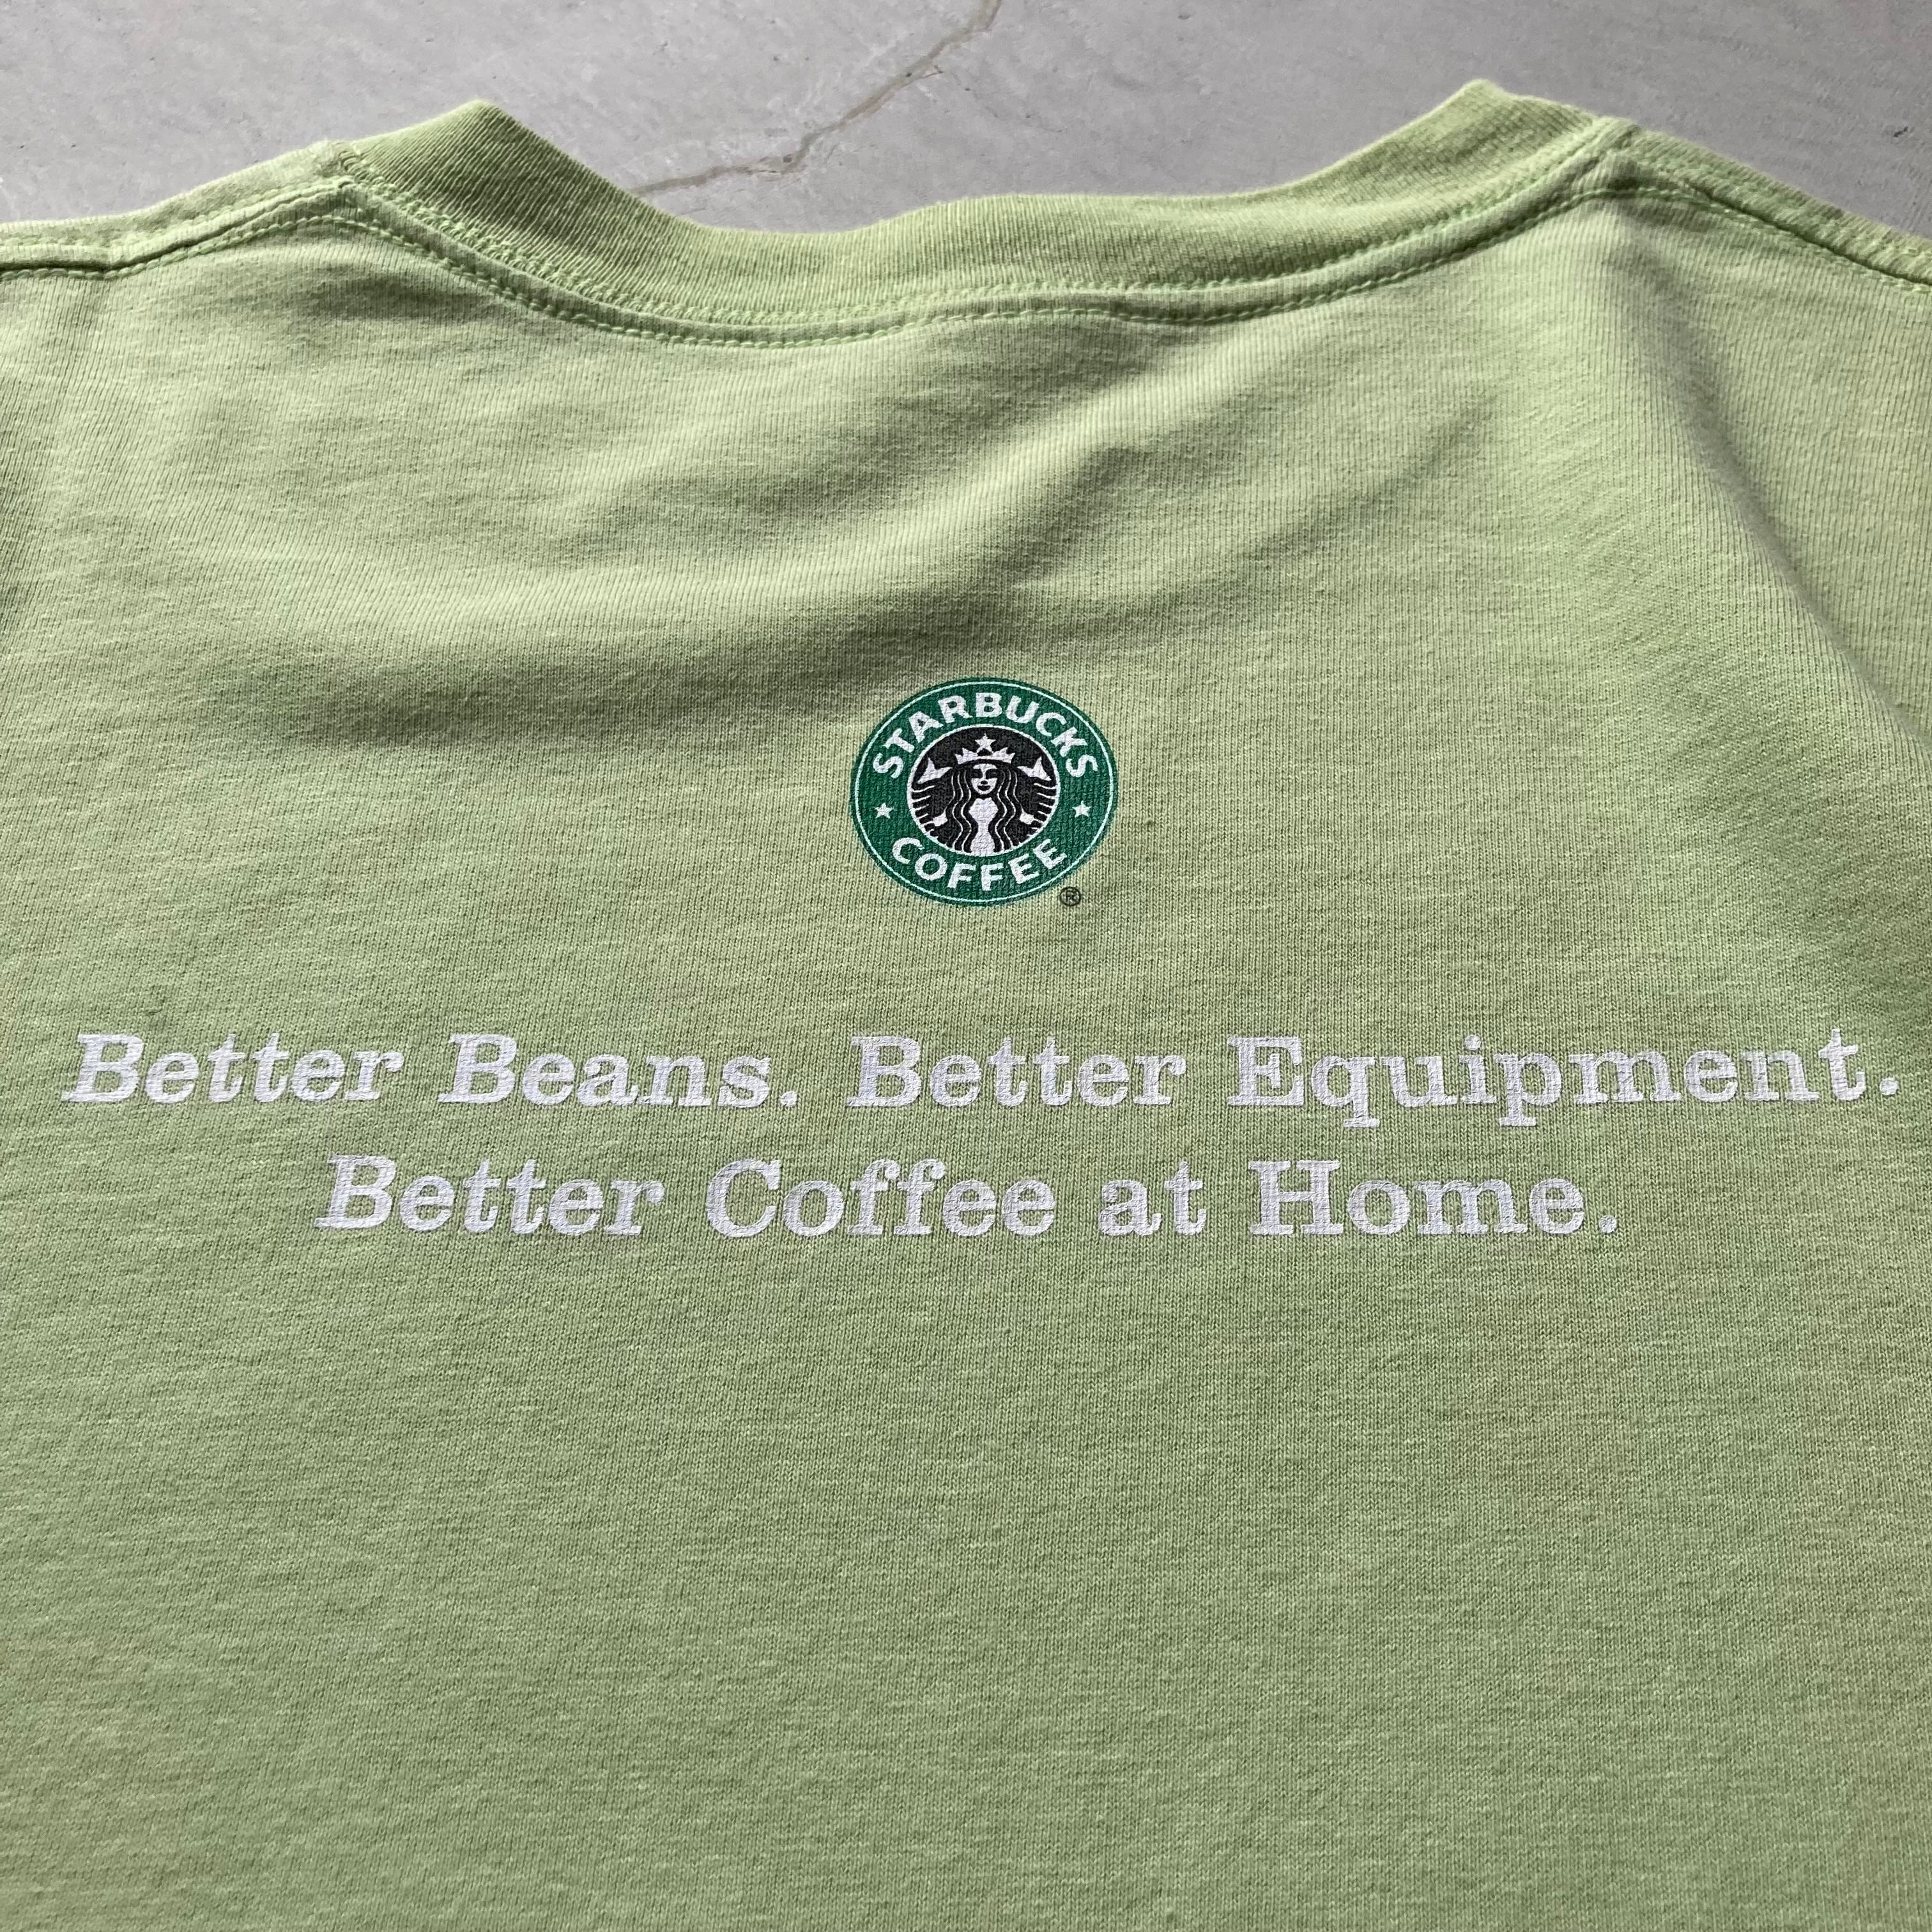 STARBUCKS
COFFEE
®
Better Beans. Better Equipment.
Better Coffee at Home.